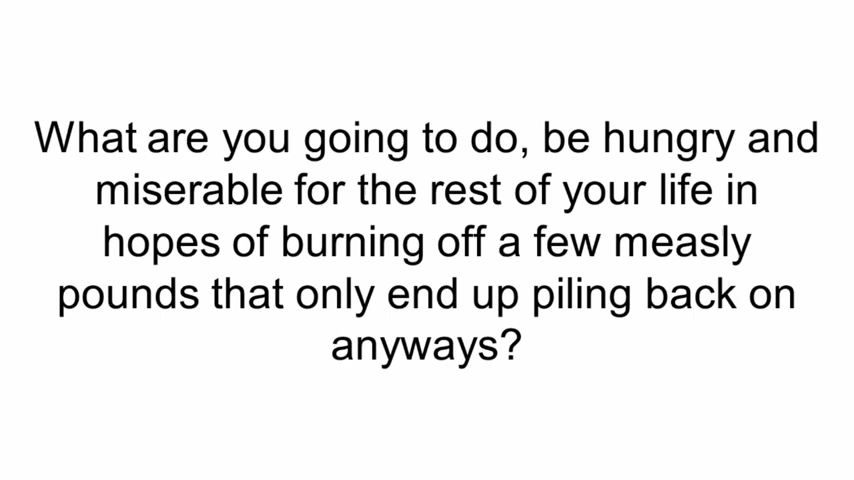 What are you going to do, be hungry and
miserable for the rest of your life in
hopes of burning off a few measly
pounds that only end up piling back on
anyways?